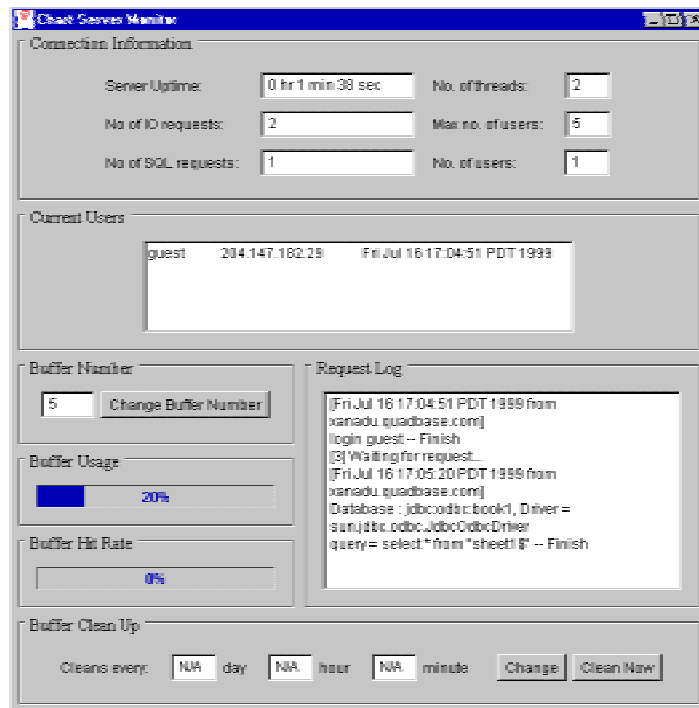 Chart Server Monitor
Connection Information
Server Uptime: 0 hr 1 min 38 sec No. of threads: 2
No of IO requests: 2 Max no. of users: 5
No of SQL requests: 1 No. of users: 1
Current Users
guest 204.147.182.29 Fri Jul 16 17:04:51 PDT 1999
Buffer Number
5 Change Buffer Number
Buffer Usage
20%
Buffer Hit Rate
0%
Request Log
[Fri Jul 16 17:04:51 PDT 1999 from
xanadu.quadbase.com]
login guest -- Finish
[3] Waiting for request...
[Fri Jul 16 17:05:20 PDT 1999 from
xanadu.quadbase.com]
Database : jdbc:odbc:book1, Driver =
sun.jdbc.odbc.JdbcOdbcDriver
query = select * from "sheet1$" -- Finish
Buffer Clean Up
Cleans every: N/A day N/A hour N/A minute Change Clean Now